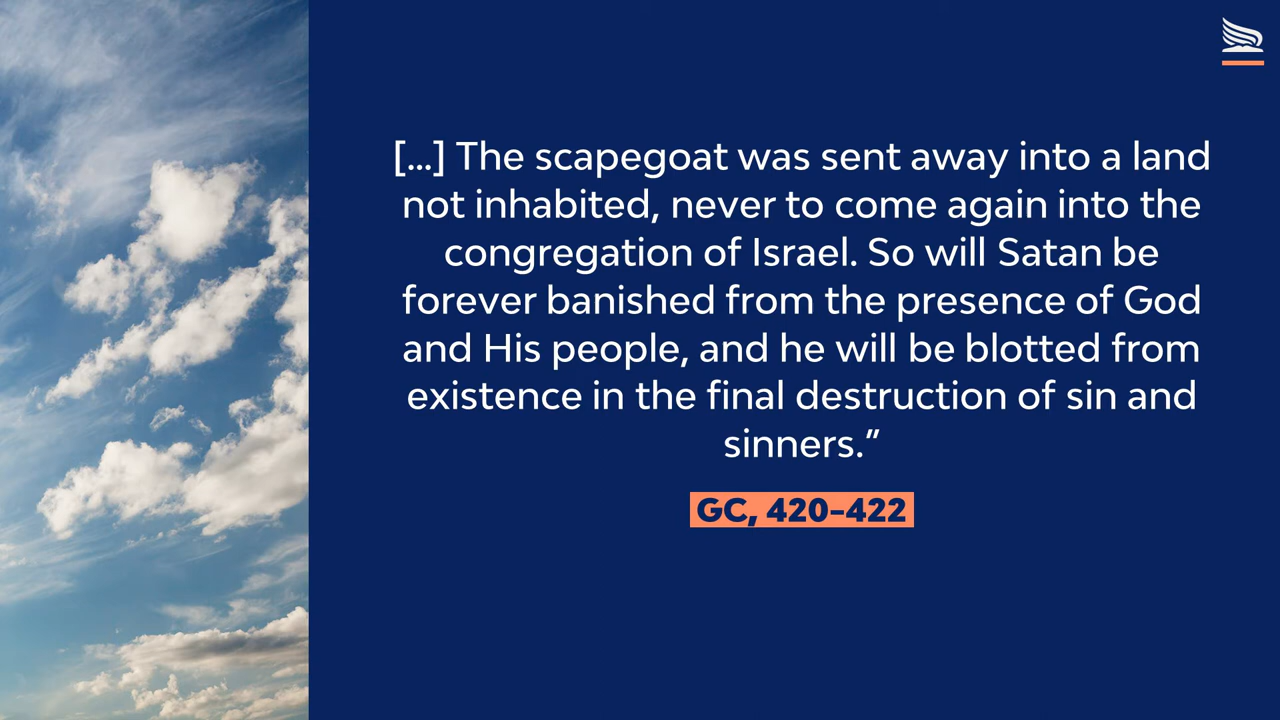 [...] The scapegoat was sent away into a land
not inhabited, never to come again into the
congregation of Israel. So will Satan be
forever banished from the presence of God
and His people, and he will be blotted from
existence in the final destruction of sin and
sinners.”
GC, 420–422